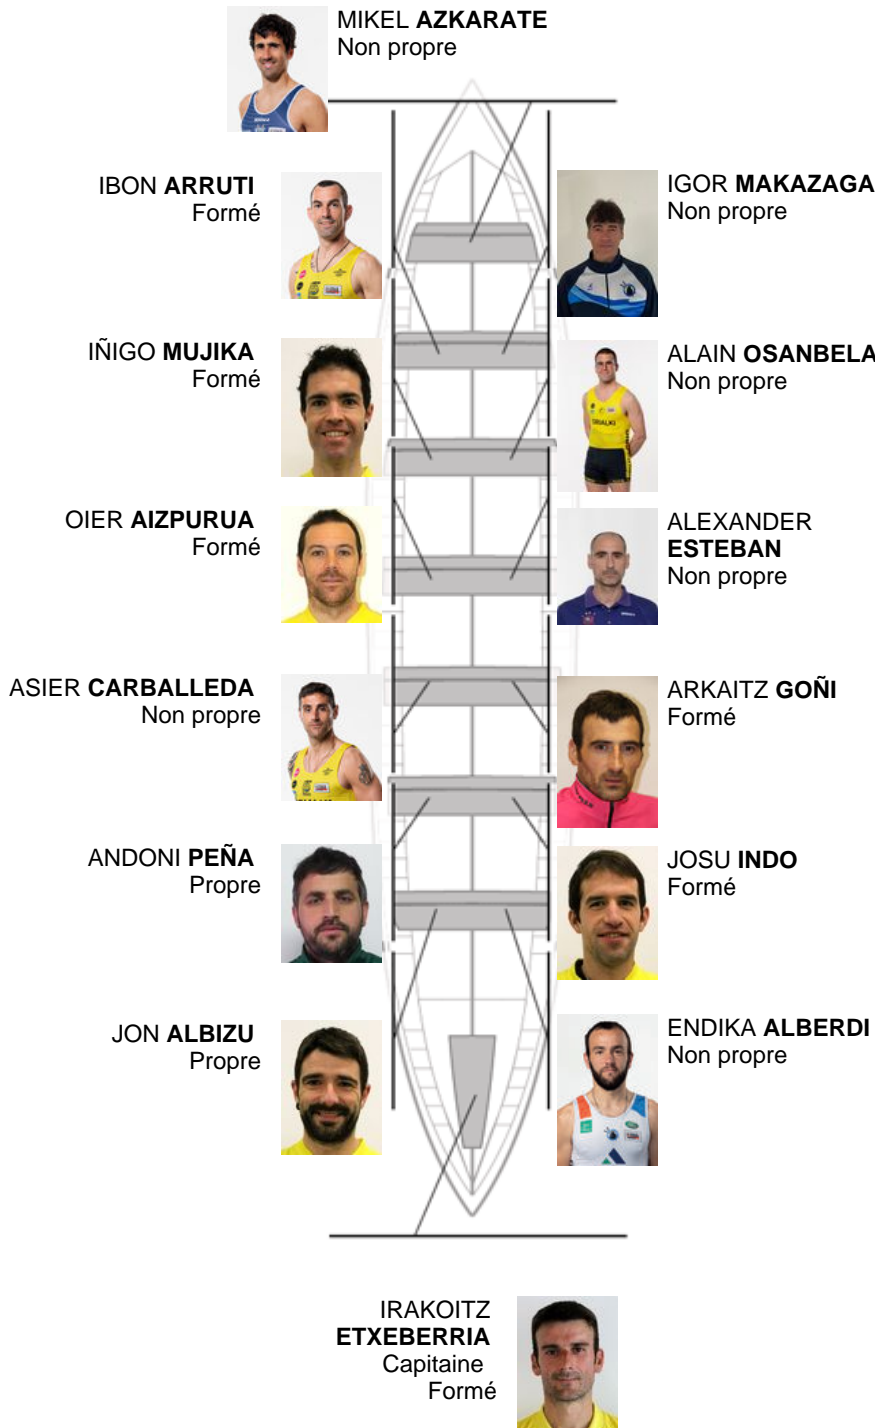 MIKEL AZKARATE
Non propre
IBON ARRUTI
Formé
IGOR MAKAZAGA
Non propre
IÑIGO MUJIKA
Formé
ALAIN OSANBELA
Non propre
OIER AIZPURUA
Formé
ALEXANDER
ESTEBAN
Non propre
ASIER CARBALLEDA
Non propre
ARKAITZ GOÑI
Formé
ANDONI PEÑA
Propre
JOSU INDO
Formé
JON ALBIZU
Propre
ENDIKA ALBERDI
Non propre
IRAKOITZ
ETXEBERRIA
Capitaine
Formé